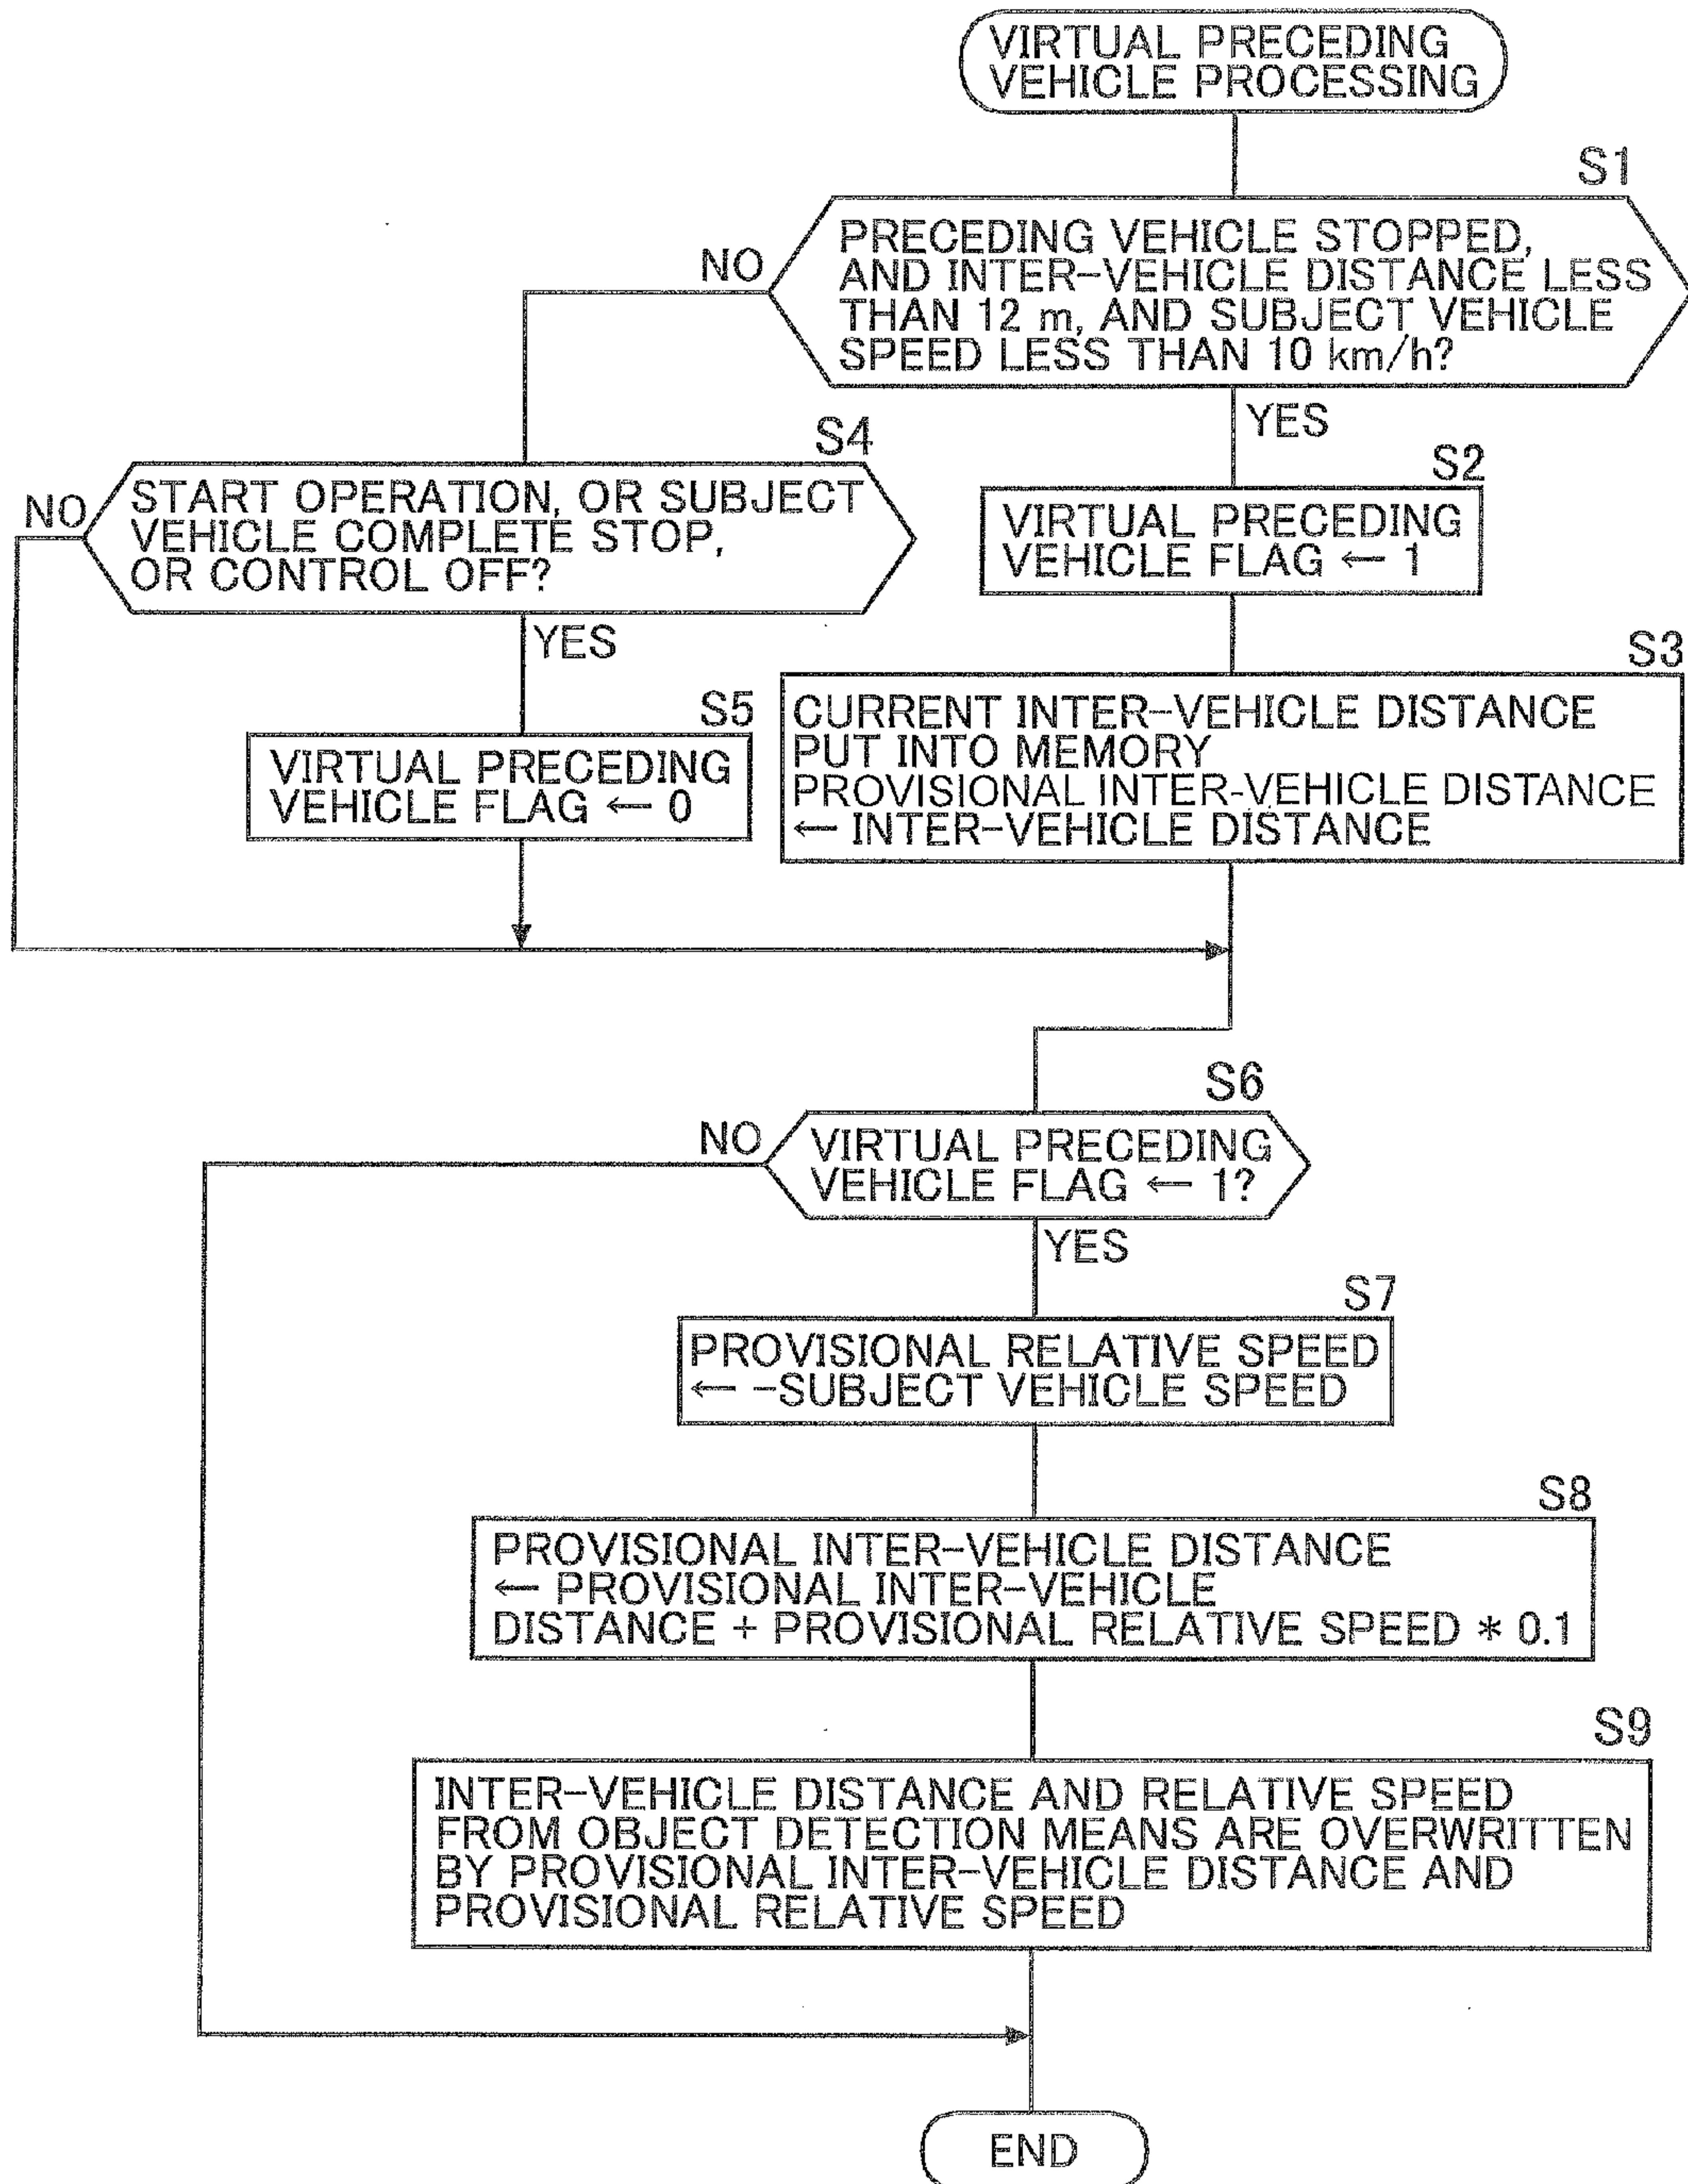 VIRTUAL PRECEDING
VEHICLE PROCESSING
S1
PRECEDING VEHICLE STOPPED,
AND INTER-VEHICLE DISTANCE LESS
THAN 12 m, AND SUBJECT VEHICLE
SPEED LESS THAN 10 km/h?
NO
YES
S4
START OPERATION, OR SUBJECT
VEHICLE COMPLETE STOP,
OR CONTROL OFF?
NO
YES
S2
VIRTUAL PRECEDING
VEHICLE FLAG ← 1
S3
CURRENT INTER-VEHICLE DISTANCE
PUT INTO MEMORY
PROVISIONAL INTER-VEHICLE DISTANCE
← INTER-VEHICLE DISTANCE
S5
VIRTUAL PRECEDING
VEHICLE FLAG ← 0
S6
VIRTUAL PRECEDING
VEHICLE FLAG ← 1?
NO
YES
S7
PROVISIONAL RELATIVE SPEED
← -SUBJECT VEHICLE SPEED
S8
PROVISIONAL INTER-VEHICLE DISTANCE
← PROVISIONAL INTER-VEHICLE
DISTANCE + PROVISIONAL RELATIVE SPEED * 0.1
S9
INTER-VEHICLE DISTANCE AND RELATIVE SPEED
FROM OBJECT DETECTION MEANS ARE OVERWRITTEN
BY PROVISIONAL INTER-VEHICLE DISTANCE AND
PROVISIONAL RELATIVE SPEED
END